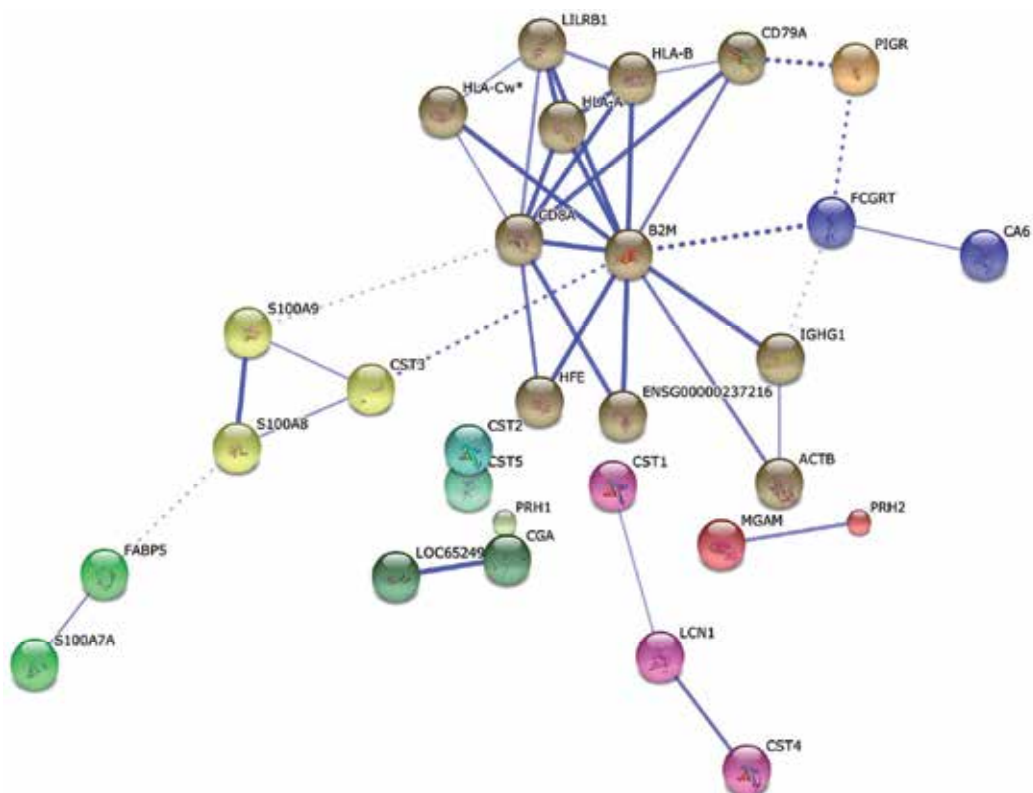 LILRB1
CD79A
PIGR
HLA-B
HLA-Cw*
HLA-A
CD8A
B2M
FCGRT
CA6
S100A9
IGHG1
CST3
HFE
ENSG00000237216
S100A8
CST2
CST5
CST1
ACTB
PRH1
MGAM
PRH2
FABP5
LOC65249
CGA
S100A7A
LCN1
CST4